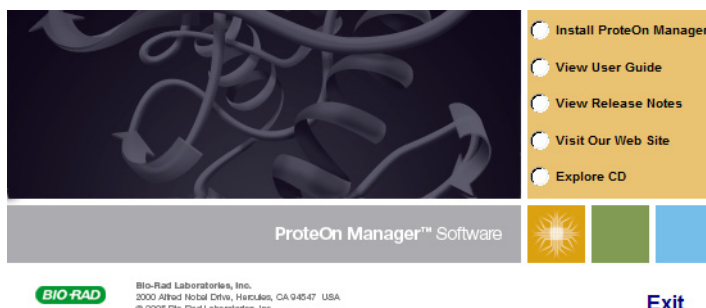 Install ProteOn Manager
View User Guide
View Release Notes
Visit Our Web Site
Explore CD
ProteOn Manager™ Software
BIO-RAD
Bio-Rad Laboratories, Inc.
2000 Alfred Nobel Drive, Hercules, CA 94547 USA
Exit